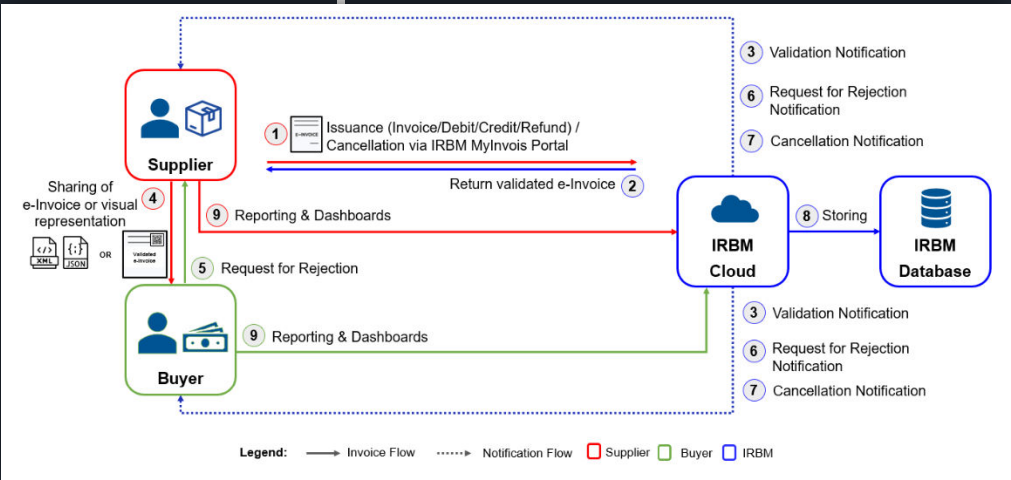 3 Validation Notification
6 Request for Rejection
Notification
7 Cancellation Notification
1 E-INVOICE Issuance (Invoice/Debit/Credit/Refund) /
Cancellation via IRBM MyInvois Portal
Supplier
Return validated e-Invoice 2
Sharing of
e-Invoice or visual 4
representation
9 Reporting & Dashboards
8 Storing
IRBM
Cloud
IRBM
Database
</>
XML
{;}
JSON
OR
Validated
e-Invoice
5 Request for Rejection
3 Validation Notification
9 Reporting & Dashboards
6 Request for Rejection
Notification
Buyer
7 Cancellation Notification
Legend: Invoice Flow Notification Flow Supplier Buyer IRBM